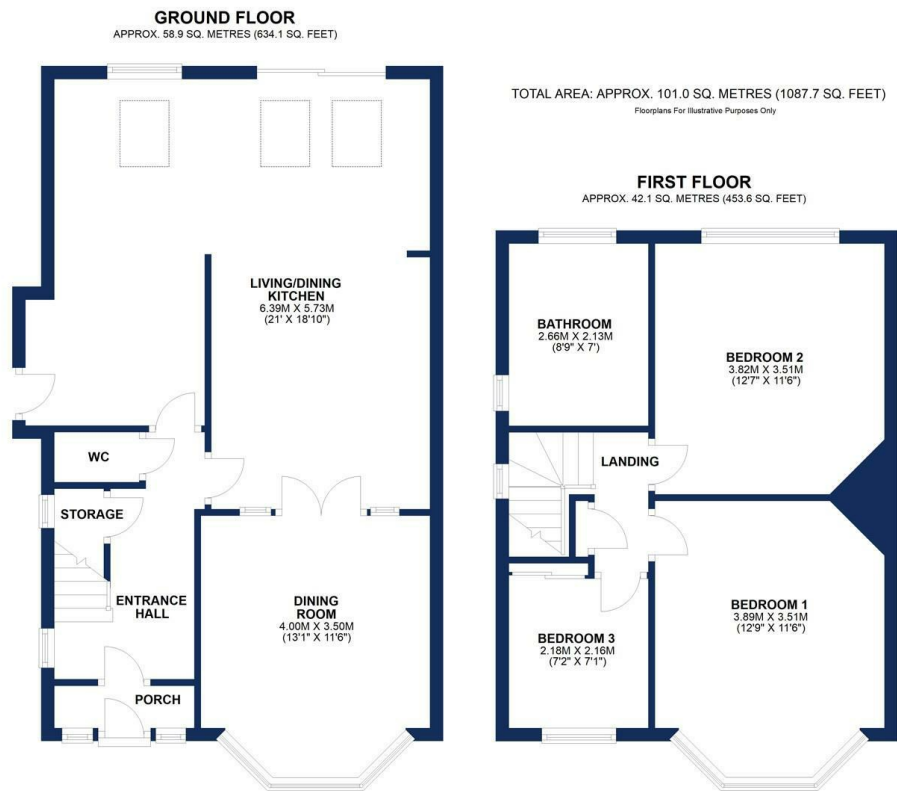 GROUND FLOOR
APPROX. 58.9 SQ. METRES (634.1 SQ. FEET)
TOTAL AREA: APPROX. 101.0 SQ. METRES (1087.7 SQ. FEET)
Floorplans For Illustrative Purposes Only
FIRST FLOOR
APPROX. 42.1 SQ. METRES (453.6 SQ. FEET)
LIVING/DINING
KITCHEN
6.39M X 5.73M
(21' X 18'10")
WC
STORAGE
ENTRANCE
HALL
DINING
ROOM
4.00M X 3.50M
(13'1" X 11'6")
PORCH
BATHROOM
2.66M X 2.13M
(8'9" X 7')
BEDROOM 2
3.82M X 3.51M
(12'7" X 11'6")
LANDING
BEDROOM 1
3.89M X 3.51M
(12'9" X 11'6")
BEDROOM 3
2.18M X 2.16M
(7'2" X 7'1")